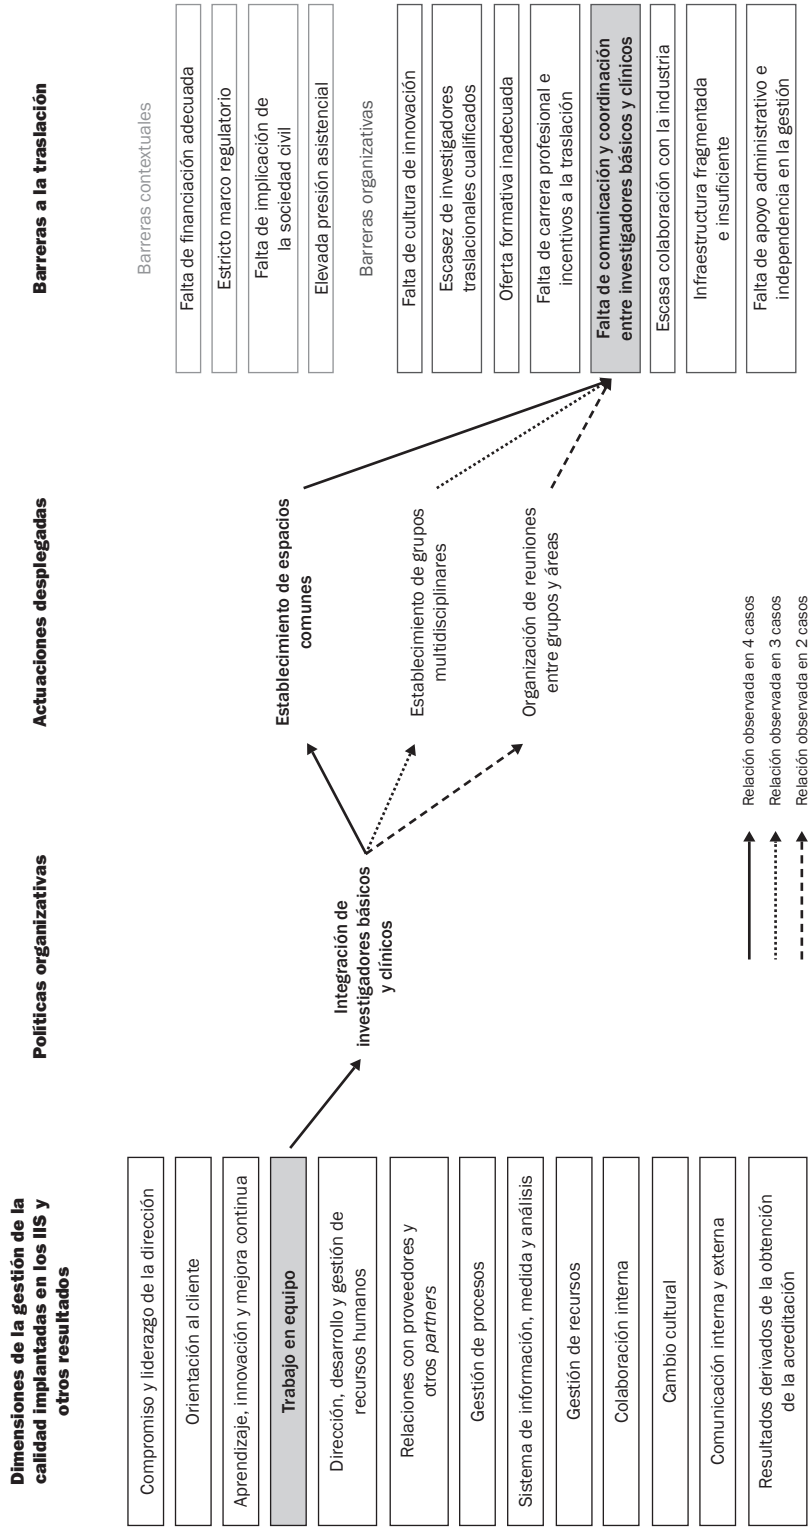 Dimensiones de la gestión de la
calidad implantadas en los IIS y
otros resultados
Compromiso y liderazgo de la dirección
Orientación al cliente
Aprendizaje, innovación y mejora continua
Trabajo en equipo
Dirección, desarrollo y gestión de
recursos humanos
Relaciones con proveedores y
otros partners
Gestión de procesos
Sistema de información, medida y análisis
Gestión de recursos
Colaboración interna
Cambio cultural
Comunicación interna y externa
Resultados derivados de la obtención
de la acreditación
Políticas organizativas
Integración de
investigadores básicos
y clínicos
Actuaciones desplegadas
Establecimiento de espacios
comunes
Establecimiento de grupos
multidisciplinares
Organización de reuniones
entre grupos y áreas
Barreras a la traslación
Barreras contextuales
Falta de financiación adecuada
Estricto marco regulatorio
Falta de implicación de
la sociedad civil
Elevada presión asistencial
Barreras organizativas
Falta de cultura de innovación
Escasez de investigadores
traslacionales cualificados
Oferta formativa inadecuada
Falta de carrera profesional e
incentivos a la traslación
Falta de comunicación y coordinación
entre investigadores básicos y clínicos
Escasa colaboración con la industria
Infraestructura fragmentada
e insuficiente
Falta de apoyo administrativo e
independencia en la gestión
Relación observada en 4 casos
Relación observada en 3 casos
Relación observada en 2 casos